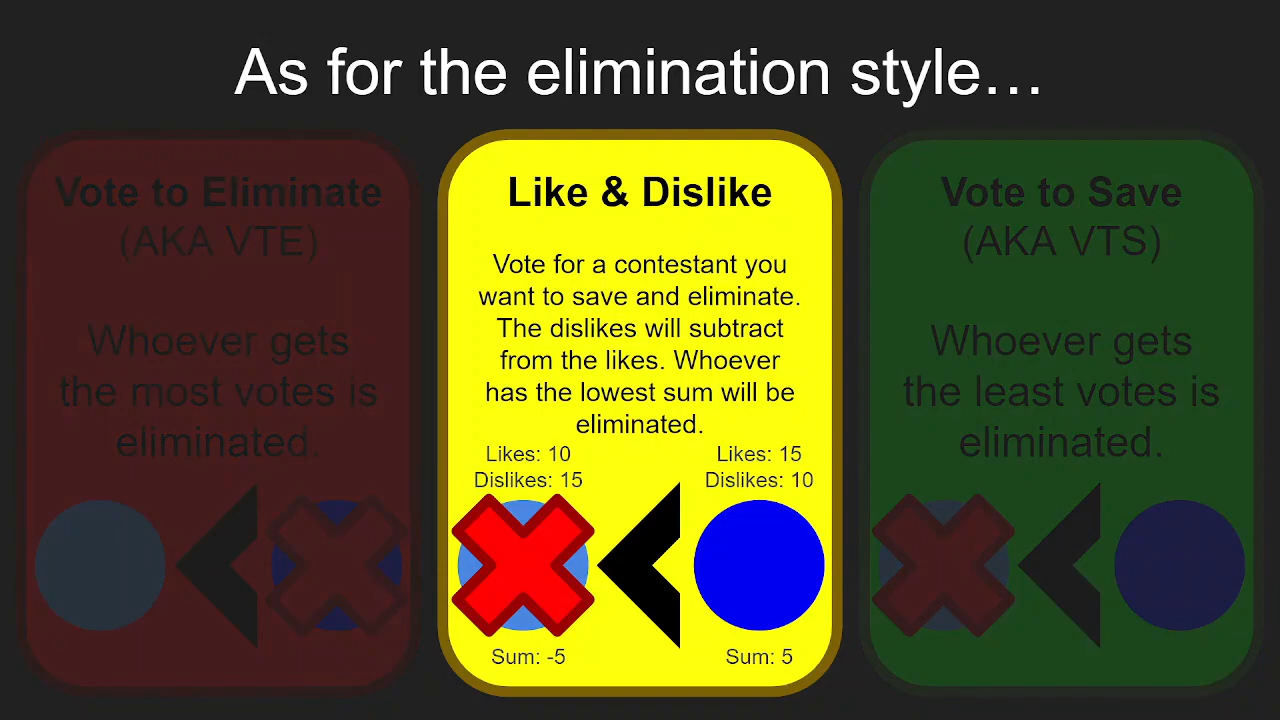 As for the elimination style…
Vote to Eliminate
(AKA VTE)
Whoever gets
the most votes is
eliminated.
Like & Dislike
Vote for a contestant you
want to save and eliminate.
The dislikes will subtract
from the likes. Whoever
has the lowest sum will be
eliminated.
Likes: 10
Dislikes: 15
Likes: 15
Dislikes: 10
Sum: -5
Sum: 5
Vote to Save
(AKA VTS)
Whoever gets
the least votes is
eliminated.